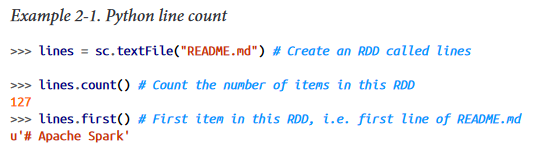 Example 2-1. Python line count
>>> lines = sc.textFile("README.md") # Create an RDD called lines
>>> lines.count() # Count the number of items in this RDD
127
>>> lines.first() # First item in this RDD, i.e. first line of README.md
u'# Apache Spark'